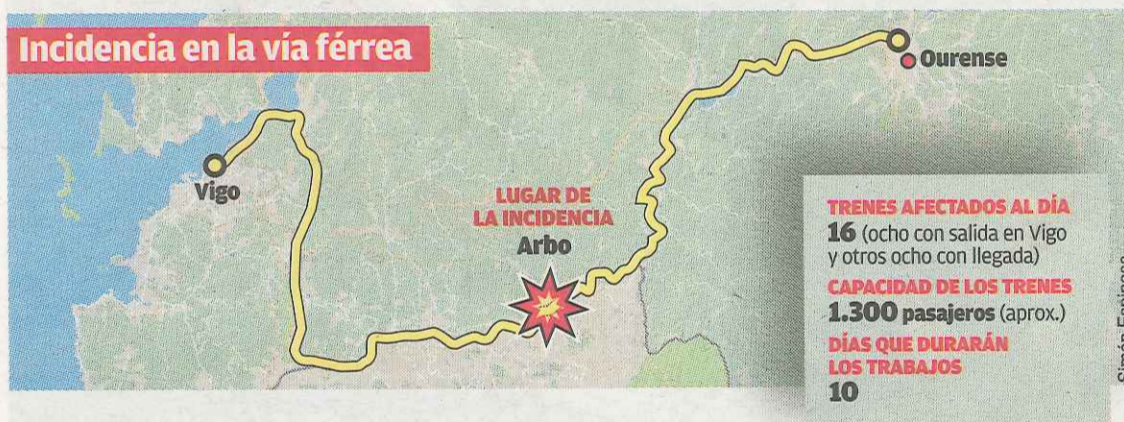 Incidencia en la vía férrea
Ourense
Vigo
LUGAR DE
LA INCIDENCIA
Arbo
TRENES AFECTADOS AL DÍA
16 (ocho con salida en Vigo
y otros ocho con llegada)
CAPACIDAD DE LOS TRENES
1.300 pasajeros (aprox.)
DÍAS QUE DURARÁN
LOS TRABAJOS
10
Simón Espinosa